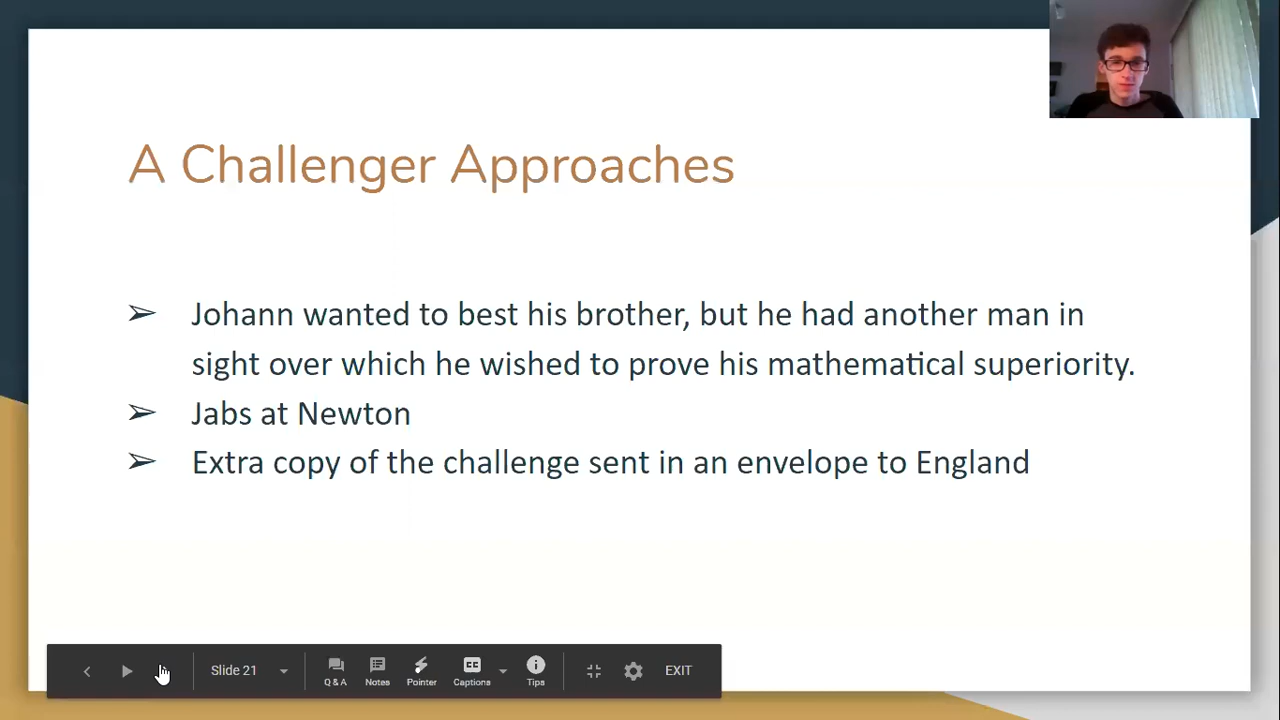 A Challenger Approaches
➢ Johann wanted to best his brother, but he had another man in
sight over which he wished to prove his mathematical superiority.
➢ Jabs at Newton
➢ Extra copy of the challenge sent in an envelope to England
Slide 21
Q & A
Notes
Pointer
CC
Captions
Tips
EXIT